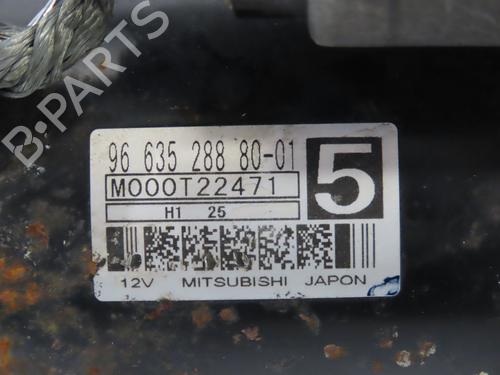 96 635 288 80-01
M000T22471
5
H1 25
12V MITSUBISHI JAPON
B-PARTS